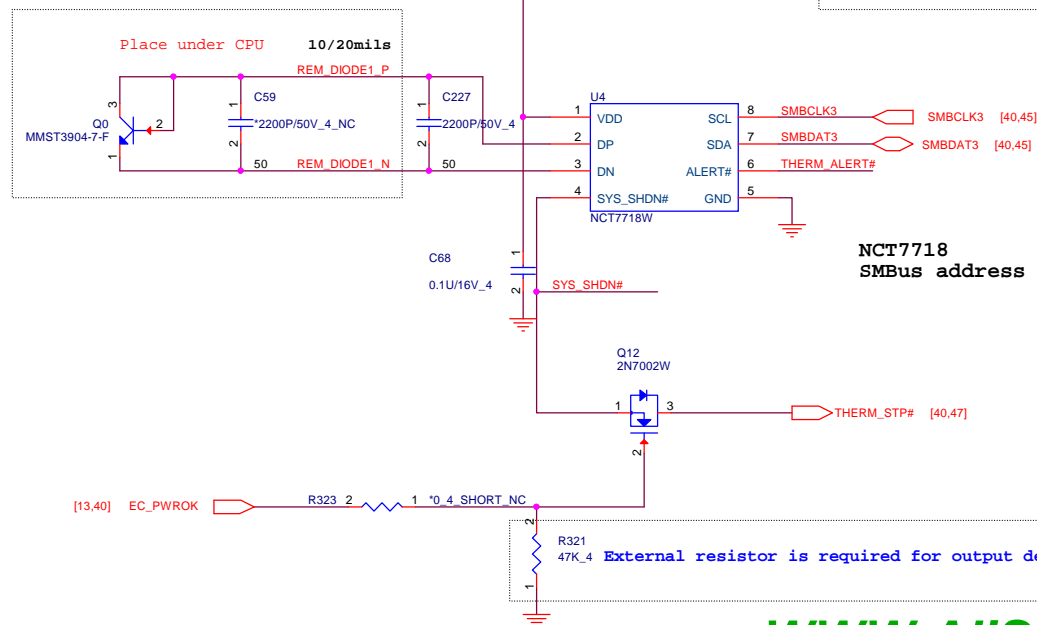 Place under CPU 10/20mils
REM_DIODE1_P
3
Q0
MMST3904-7-F
2
1
C59
1
*2200P/50V_4_NC
2
C227
1
2200P/50V_4
2
50 REM_DIODE1_N 50
U4
1 VDD SCL 8 SMBCLK3 SMBCLK3 [40,45]
2 DP SDA 7 SMBDAT3 SMBDAT3 [40,45]
3 DN ALERT# 6 THERM_ALERT#
4 SYS_SHDN# GND 5
NCT7718W
NCT7718
SMBus address
C68
1
0.1U/16V_4
2
SYS_SHDN#
Q12
2N7002W
1 3 THERM_STP# [40,47]
2
[13,40] EC_PWROK R323 2 1 *0_4_SHORT_NC
2
R321
47K_4 External resistor is required for output de
1